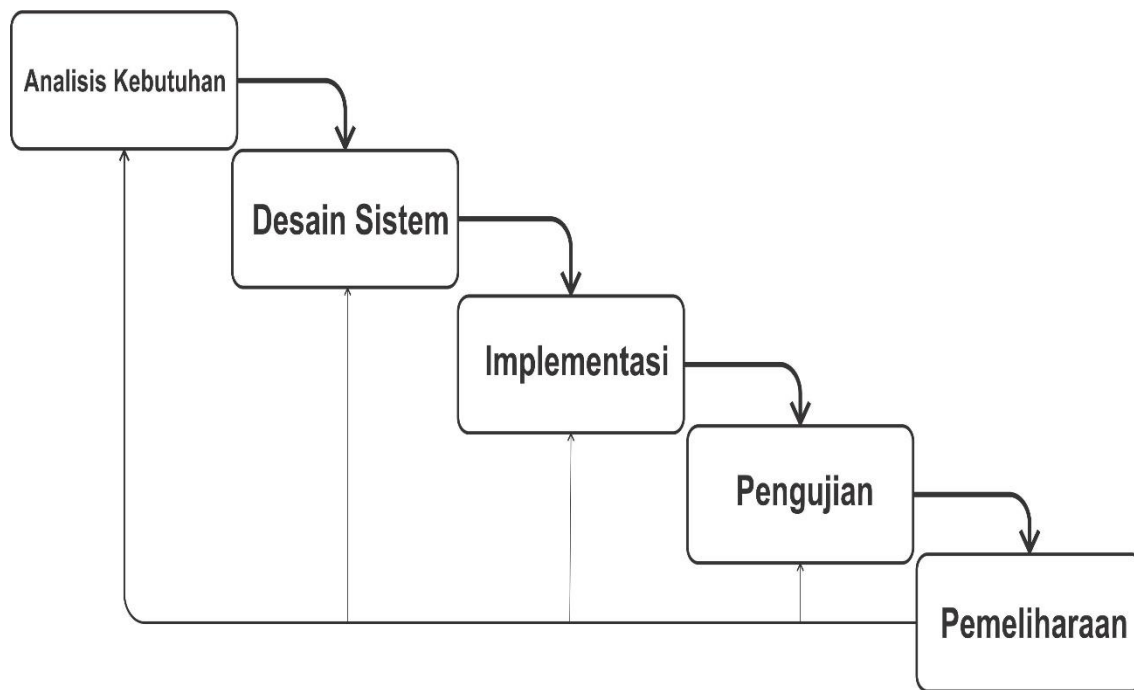 Analisis Kebutuhan
Desain Sistem
Implementasi
Pengujian
Pemeliharaan